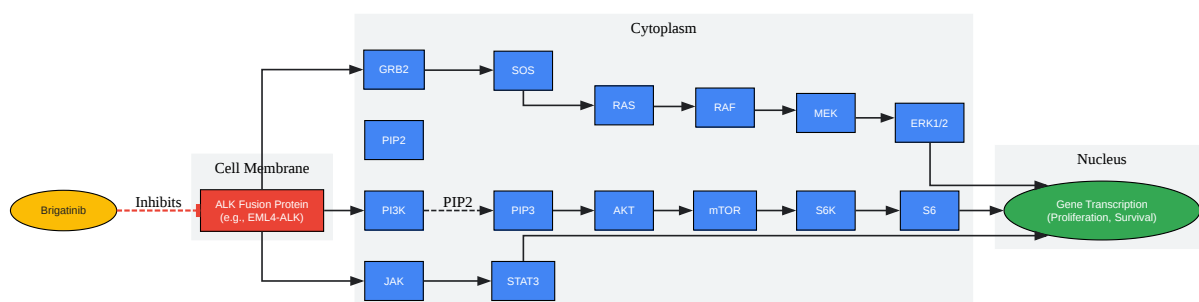 Cytoplasm
GRB2
SOS
RAS
RAF
MEK
ERK1/2
PIP2
Cell Membrane
Nucleus
Brigatinib
Inhibits
ALK Fusion Protein
(e.g., EML4-ALK)
PI3K
PIP2
PIP3
AKT
mTOR
S6K
S6
Gene Transcription
(Proliferation, Survival)
JAK
STAT3